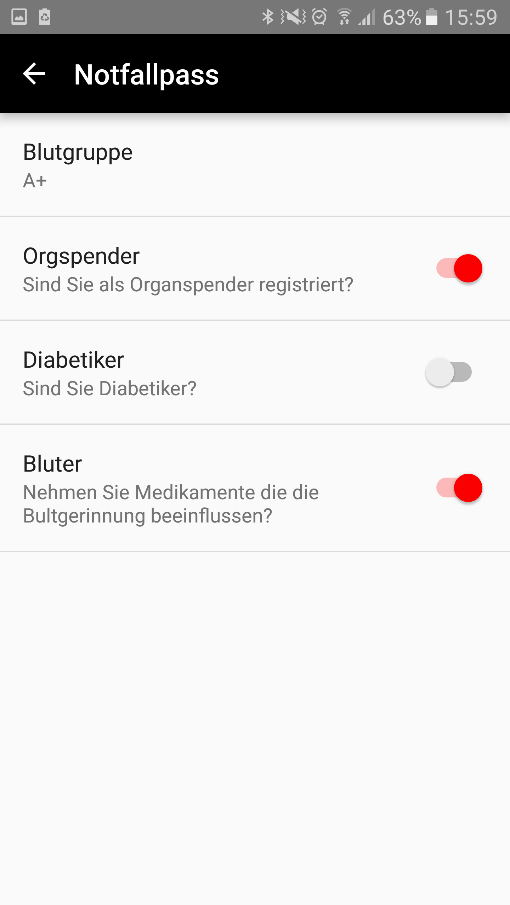 63% 15:59
Notfallpass
Blutgruppe
A+
Orgspender
Sind Sie als Organspender registriert?
Diabetiker
Sind Sie Diabetiker?
Bluter
Nehmen Sie Medikamente die die
Bultgerinnung beeinflussen?